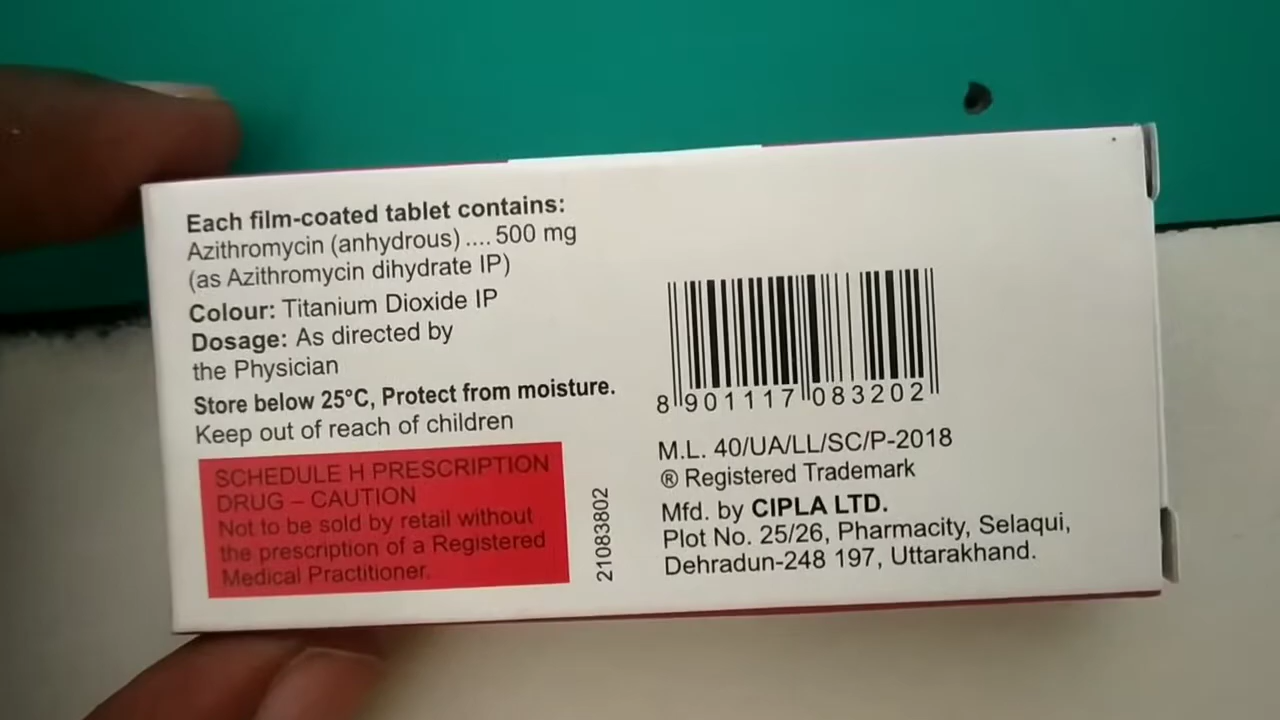 Each film-coated tablet contains:
Azithromycin (anhydrous) .... 500 mg
(as Azithromycin dihydrate IP)
Colour: Titanium Dioxide IP
Dosage: As directed by
the Physician
Store below 25°C, Protect from moisture.
Keep out of reach of children
SCHEDULE H PRESCRIPTION
DRUG – CAUTION
Not to be sold by retail without
the prescription of a Registered
Medical Practitioner.
21083802
8 901117 083202
M.L. 40/UA/LL/SC/P-2018
® Registered Trademark
Mfd. by CIPLA LTD.
Plot No. 25/26, Pharmacity, Selaqui,
Dehradun-248 197, Uttarakhand.